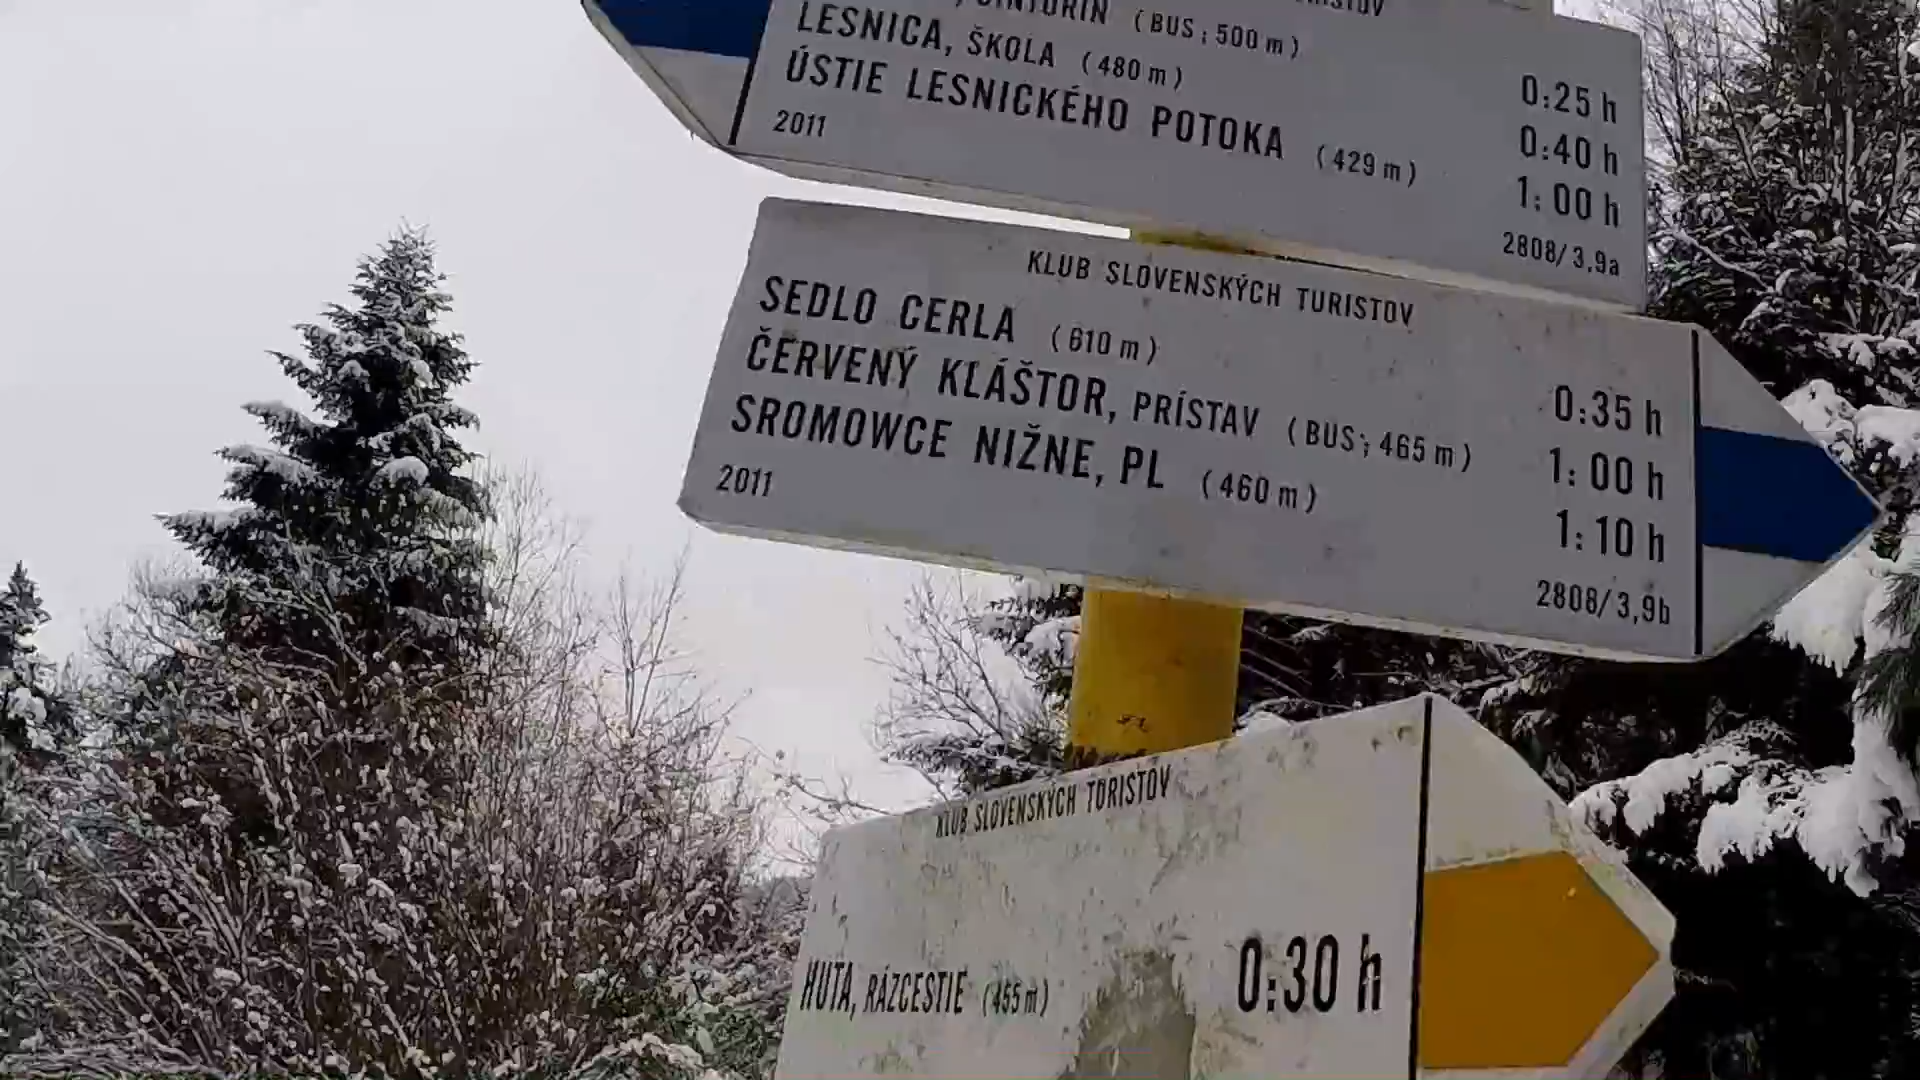 (BUS; 500 m) 0:25 h
LESNICA, ŠKOLA (480 m) 0:40 h
ÚSTIE LESNICKÉHO POTOKA (429 m) 1:00 h
2011 2808/3,9a
KLUB SLOVENSKÝCH TURISTOV
SEDLO CERLA (610 m) 0:35 h
ČERVENÝ KLÁŠTOR, PRÍSTAV (BUS; 465 m) 1:00 h
SROMOWCE NIŽNE, PL (460 m) 1:10 h
2011 2808/3,9b
KLUB SLOVENSKÝCH TURISTOV
HUTA, RÁZCESTIE (455 m) 0:30 h